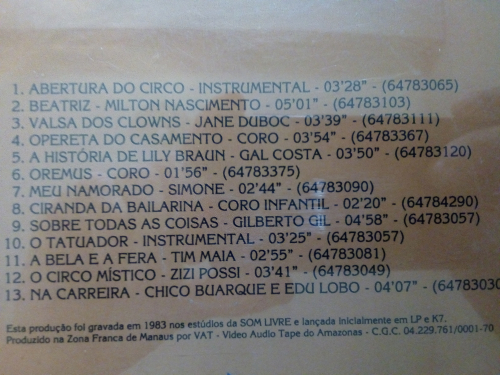 1. ABERTURA DO CIRCO - INSTRUMENTAL - 03'28" - (64783065)
2. BEATRIZ - MILTON NASCIMENTO - 05'01" - (64783103)
3. VALSA DOS CLOWNS - JANE DUBOC - 03'39" - (64783111)
4. OPERETA DO CASAMENTO - CORO - 03'54" - (64783367)
5. A HISTÓRIA DE LILY BRAUN - GAL COSTA - 03'50" - (64783120)
6. OREMUS - CORO - 01'56" - (64783375)
7. MEU NAMORADO - SIMONE - 02'44" - (64783090)
8. CIRANDA DA BAILARINA - CORO INFANTIL - 02'20" - (64784290)
9. SOBRE TODAS AS COISAS - GILBERTO GIL - 04'58" - (64783057)
10. O TATUADOR - INSTRUMENTAL - 03'25" - (64783057)
11. A BELA E A FERA - TIM MAIA - 02'55" - (64783081)
12. O CIRCO MÍSTICO - ZIZI POSSI - 03'41" - (64783049)
13. NA CARREIRA - CHICO BUARQUE E EDU LOBO - 04'07" - (6478303
Esta produção foi gravada em 1983 nos estúdios da SOM LIVRE e lançada inicialmente em LP e K7.
Produzido na Zona Franca de Manaus por VAT - Video Audio Tape do Amazonas - C.G.C. 04.229.761/0001-70